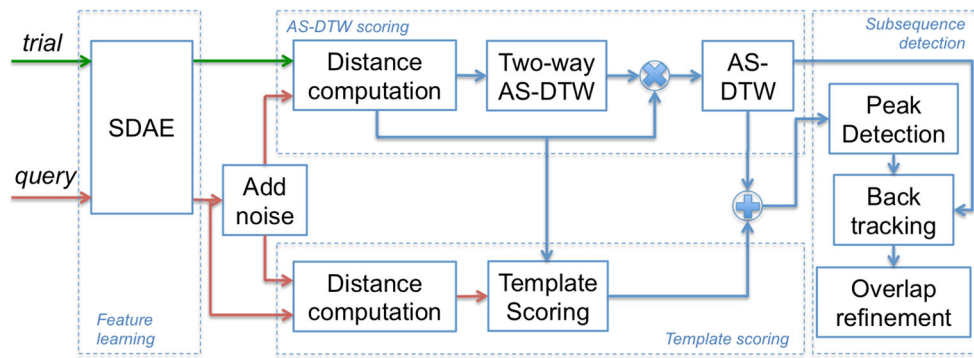 AS-DTW scoring
Subsequence
detection
trial
SDAE
Distance
computation
Two-way
AS-DTW
AS-
DTW
Peak
Detection
query
Add
noise
Back
tracking
Distance
computation
Template
Scoring
Overlap
refinement
Feature
learning
Template scoring